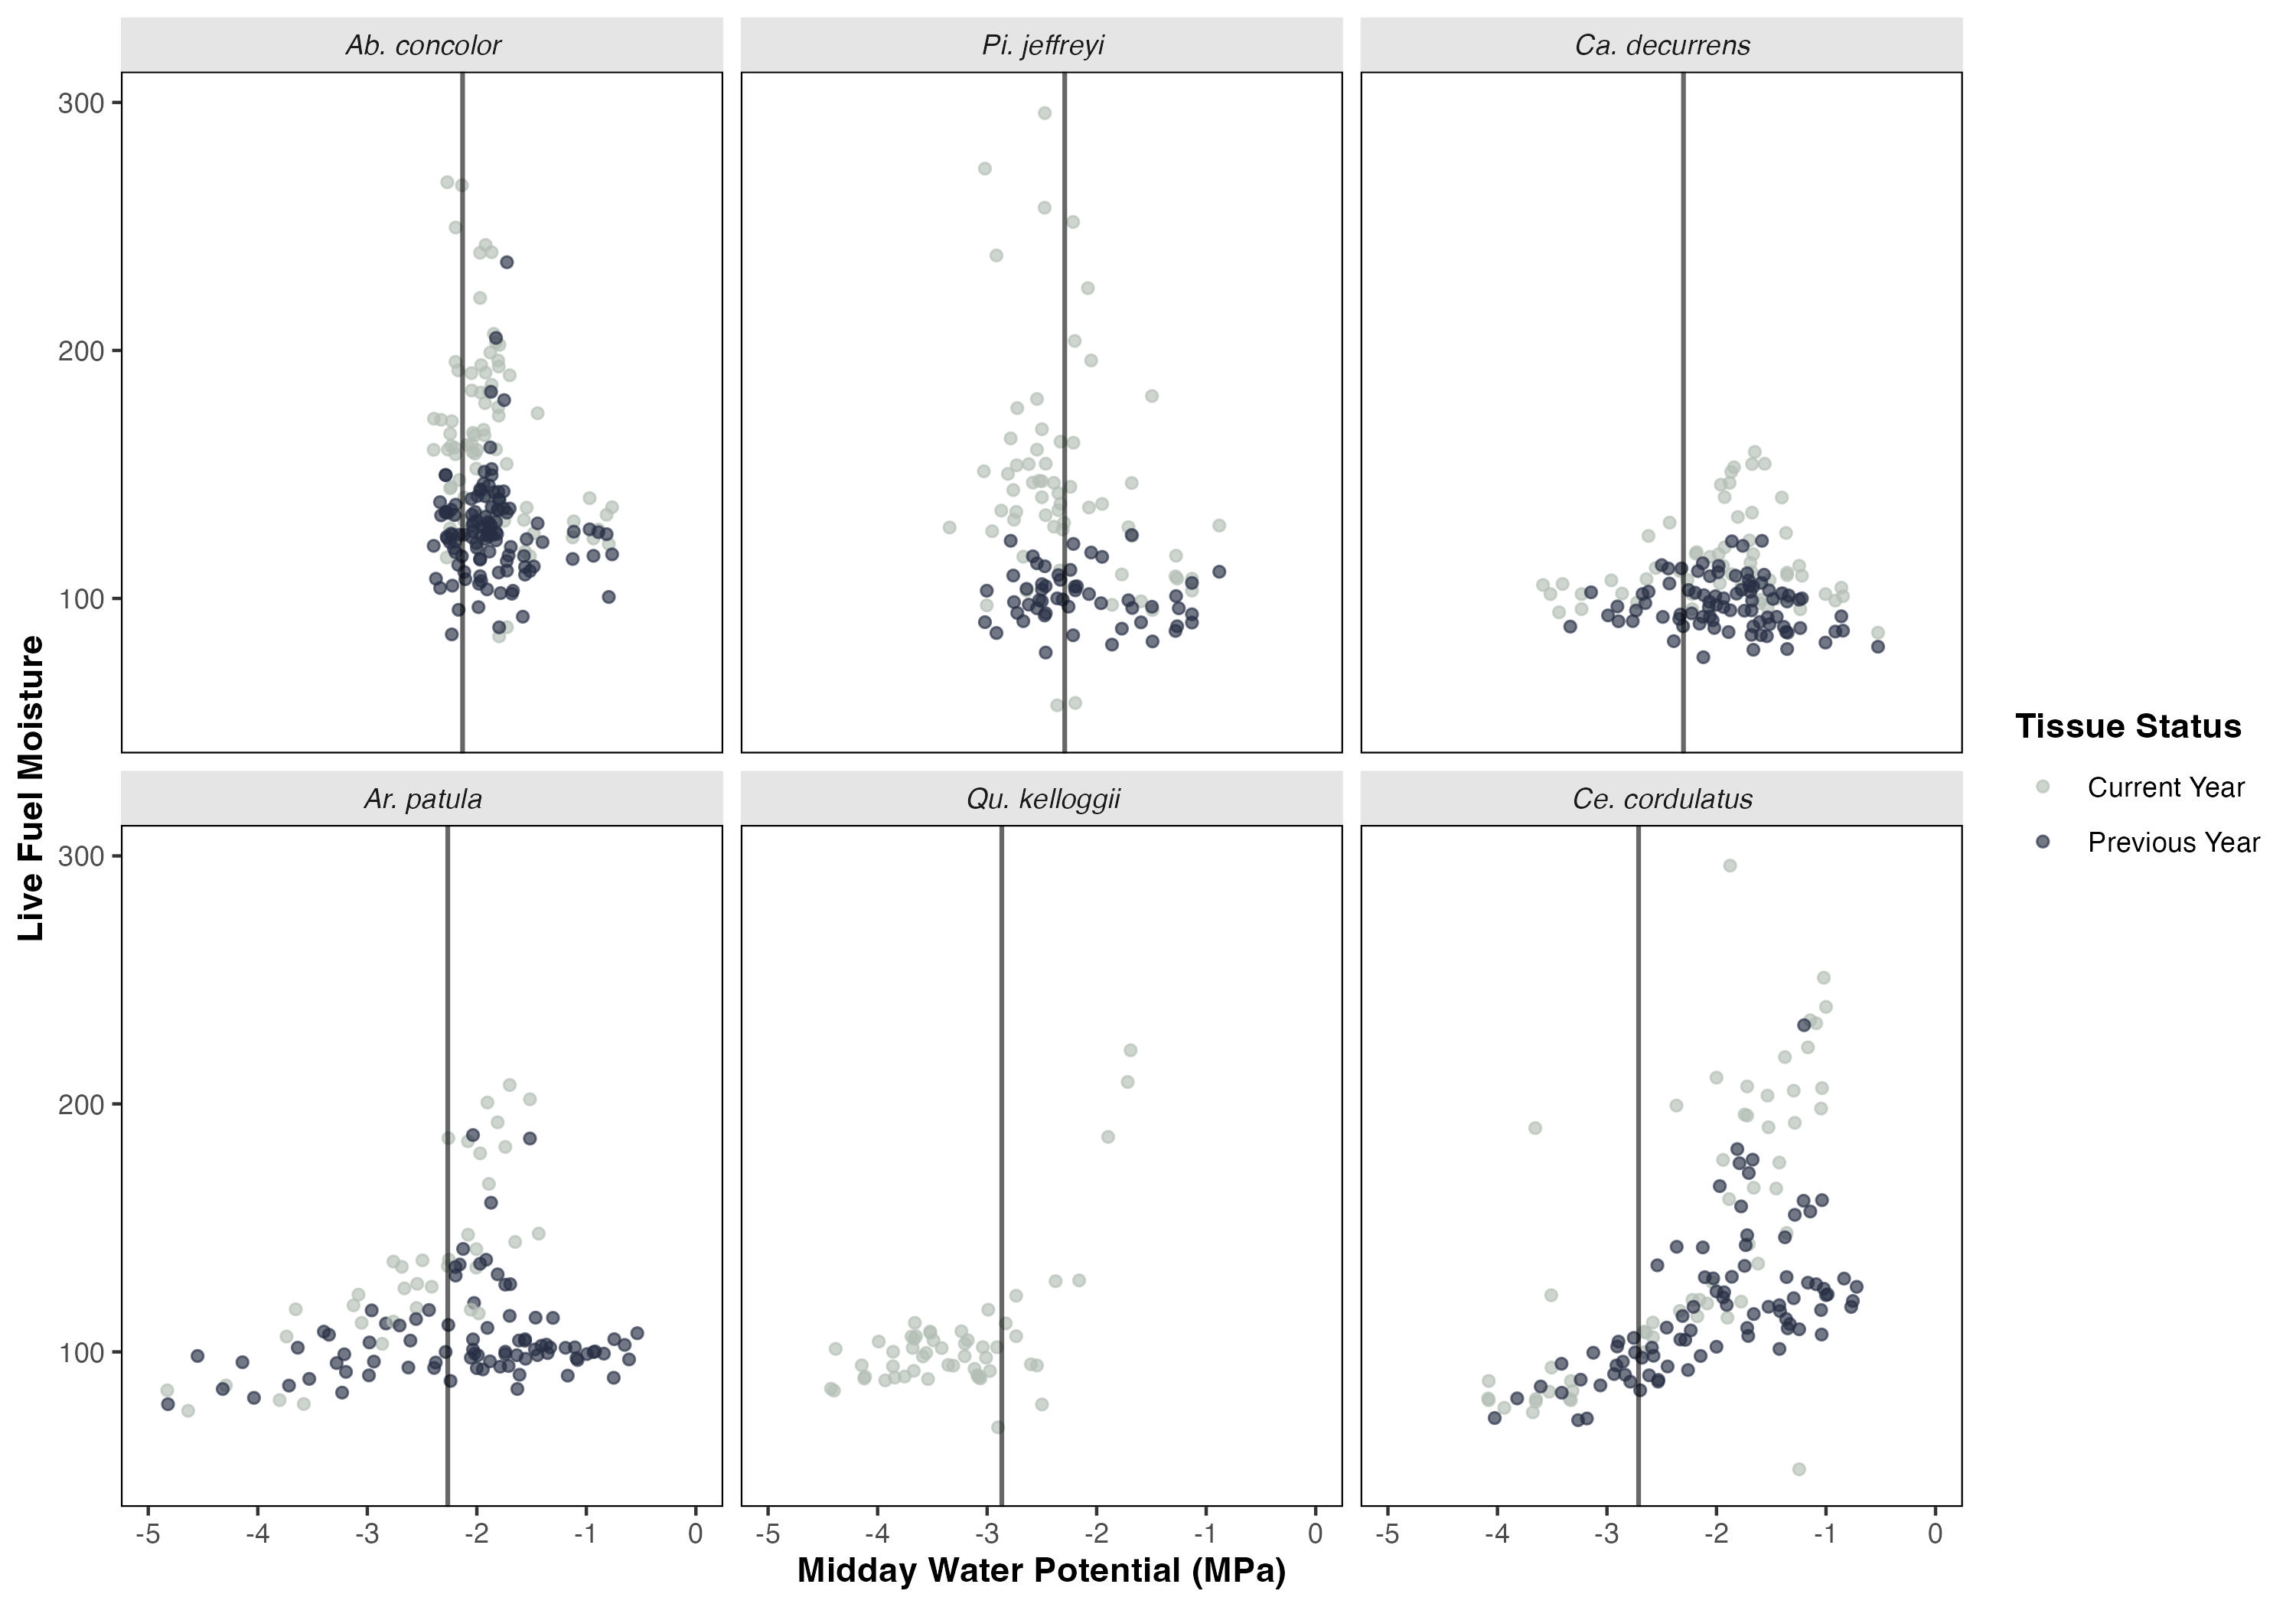 Ab. concolor
Pi. jeffreyi
Ca. decurrens
300
200
100
Ar. patula
Qu. kelloggii
Ce. cordulatus
300
200
100
-5 -4 -3 -2 -1 0
-5 -4 -3 -2 -1 0
-5 -4 -3 -2 -1 0
Midday Water Potential (MPa)
Live Fuel Moisture
Tissue Status
Current Year
Previous Year